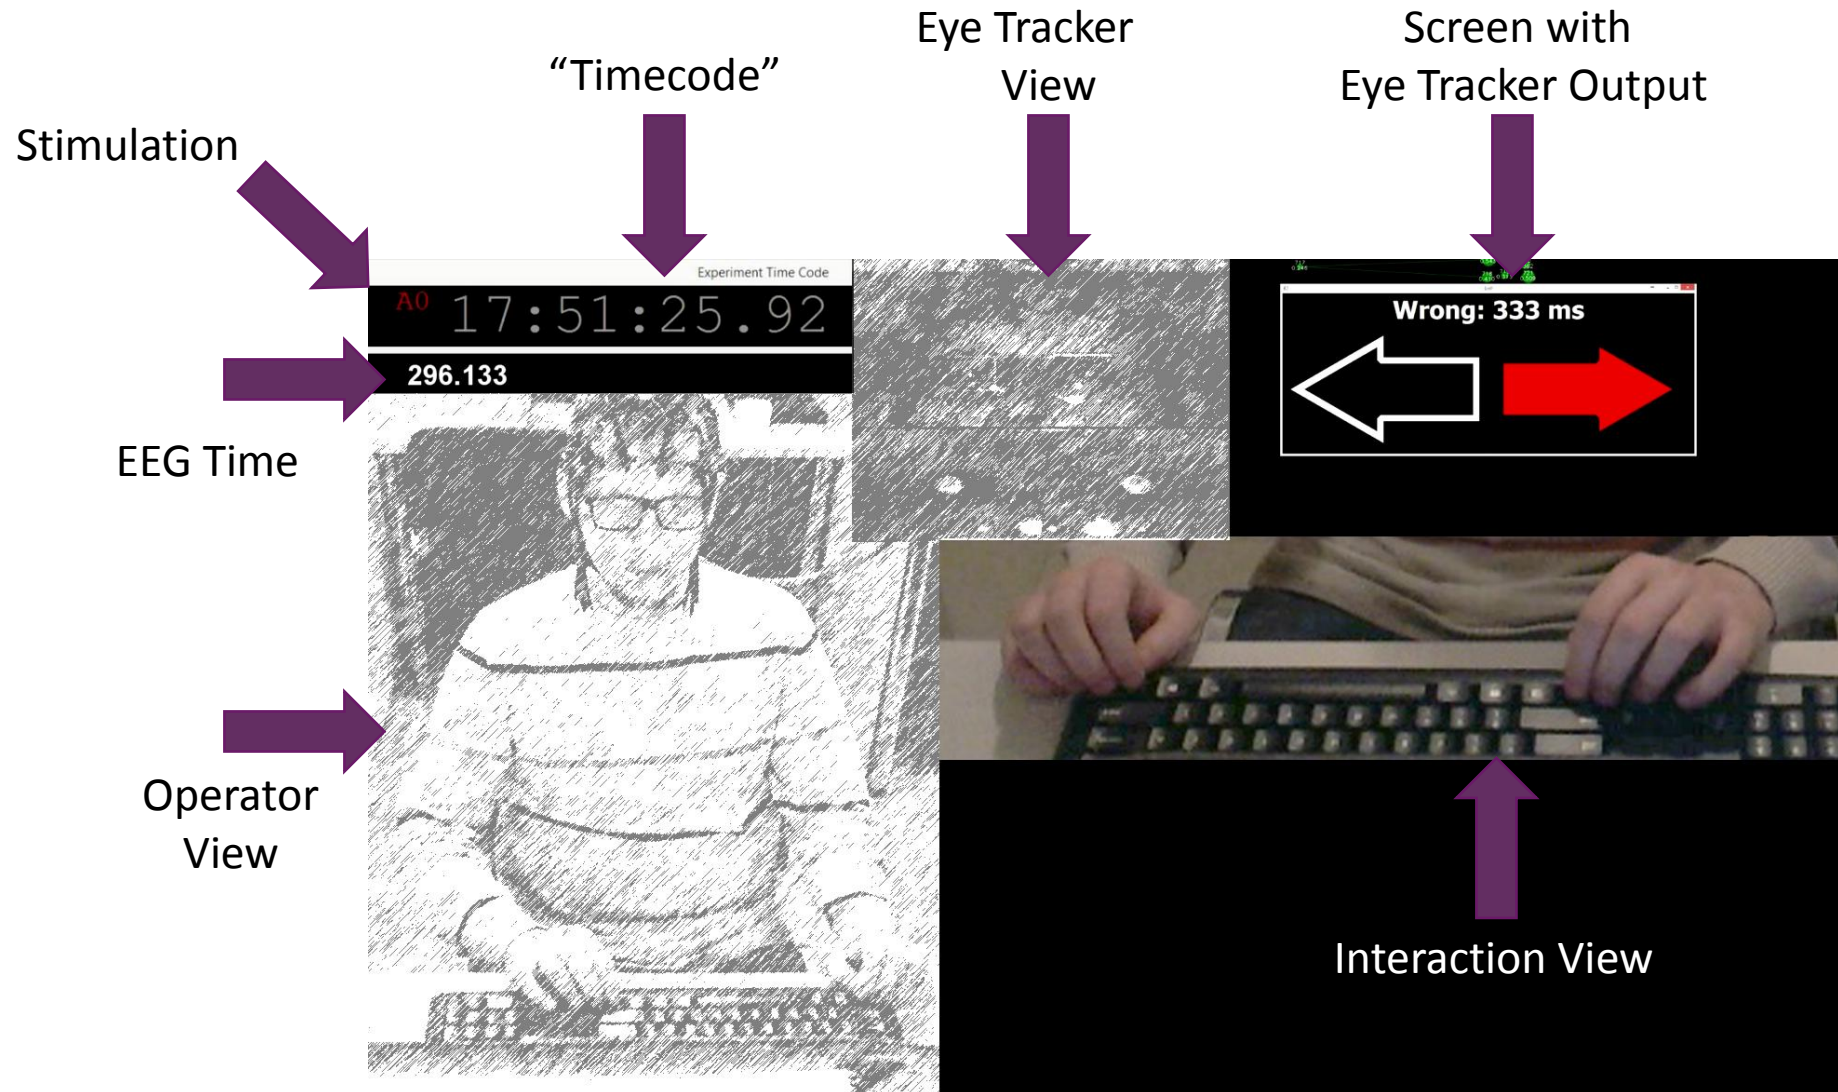 Eye Tracker
View
Screen with
Eye Tracker Output
“Timecode”
Stimulation
Experiment Time Code
A0 17:51:25.92
296.133
Wrong: 333 ms
EEG Time
Operator
View
Interaction View